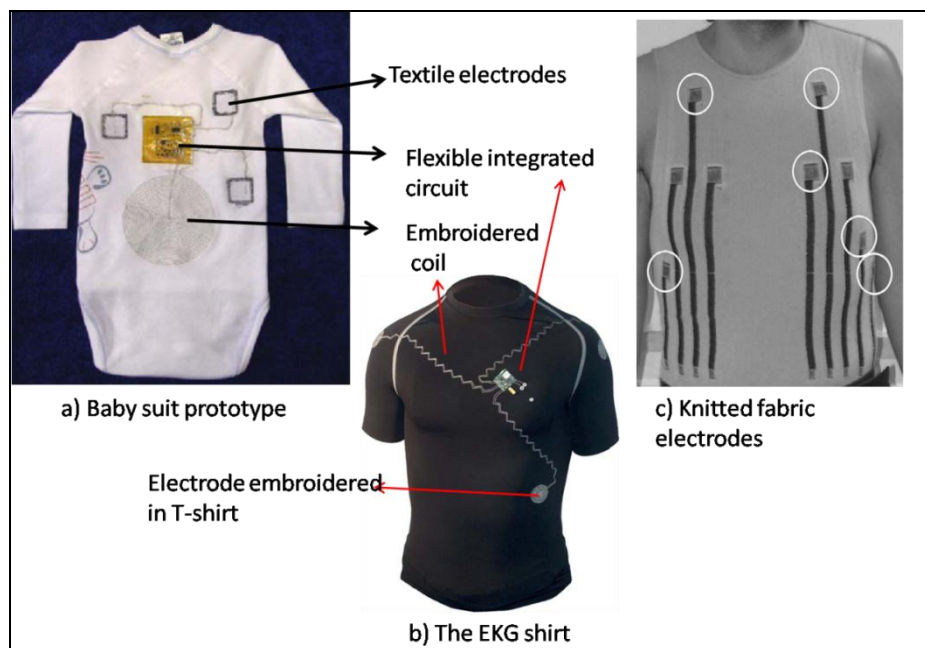 Textile electrodes
Flexible integrated
circuit
Embroidered
coil
a) Baby suit prototype
c) Knitted fabric
electrodes
Electrode embroidered
in T-shirt
b) The EKG shirt